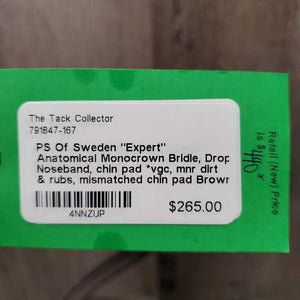 The Tack Collector
791847-167
PS Of Sweden "Expert"
Anatomical Monocrown Bridle, Drop
Noseband, chin pad *vgc, mnr dirt
& rubs, mismatched chin pad Brown
4NNZUP
$265.00
Retail (New) Price
is $440 *